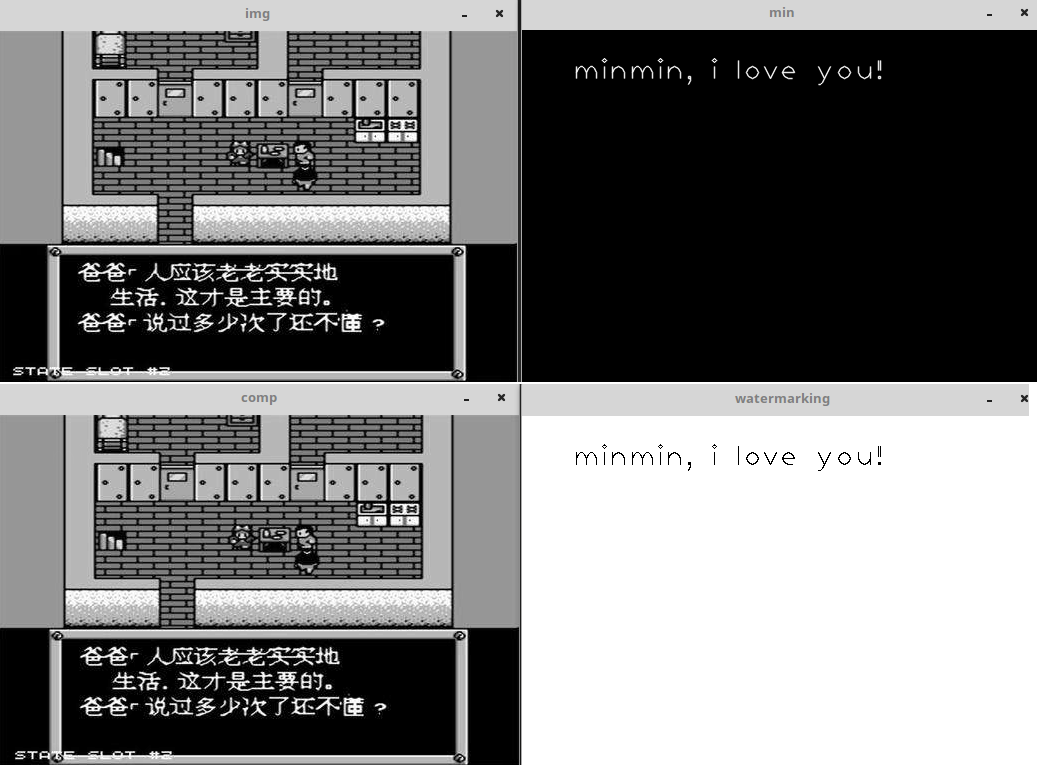 img
min
minmin, i love you!
爸爸「人应该老老实实地
生活.这才是主要的。
爸爸「说过多少次了还不懂?
STATE SLOT #2
comp
watermarking
minmin, i love you!
爸爸「人应该老老实实地
生活.这才是主要的。
爸爸「说过多少次了还不懂?
STATE SLOT #2